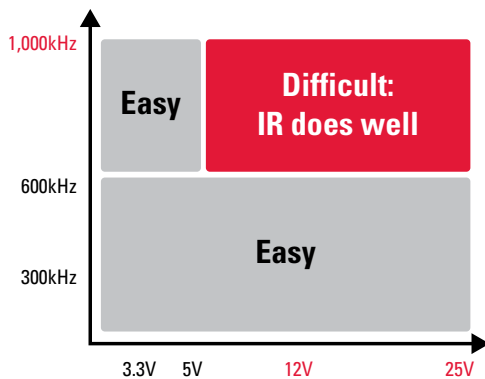 1,000kHz
Easy
Difficult:
IR does well
600kHz
Easy
300kHz
3.3V 5V 12V 25V